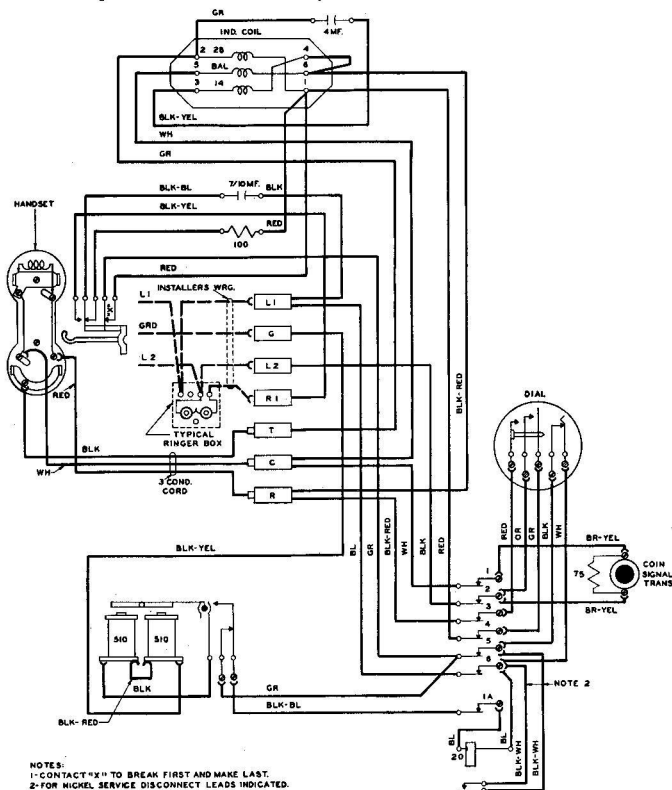 GR
4 MF.
IND. COIL
2 28 4
5 BAL 6
3 14 1
BLK-YEL
WH
GR
BLK-BL 7/10 MF. BLK
BLK-YEL
HANDSET
RED
100
RED
"X"
INSTALLERS WRG.
L1 L1
GRD G
L2 L2
R1
RED
TYPICAL
RINGER BOX
T
BLK
C
WH
3 COND.
CORD
R
BLK-RED
DIAL
RED
OR
GR
BLK
WH
BR-YEL
75
COIN
SIGNAL
TRANS
BR-YEL
BLK-YEL
BL
GR
BLK-RED
WH
BLK
RED
1
2
3
4
5
6
1A
510 510
BLK
BLK-RED
GR
BLK-BL
NOTE 2
BL
20
BL
BLK-WH
BLK-WH
NOTES:
1-CONTACT "X" TO BREAK FIRST AND MAKE LAST.
2-FOR NICKEL SERVICE DISCONNECT LEADS INDICATED.